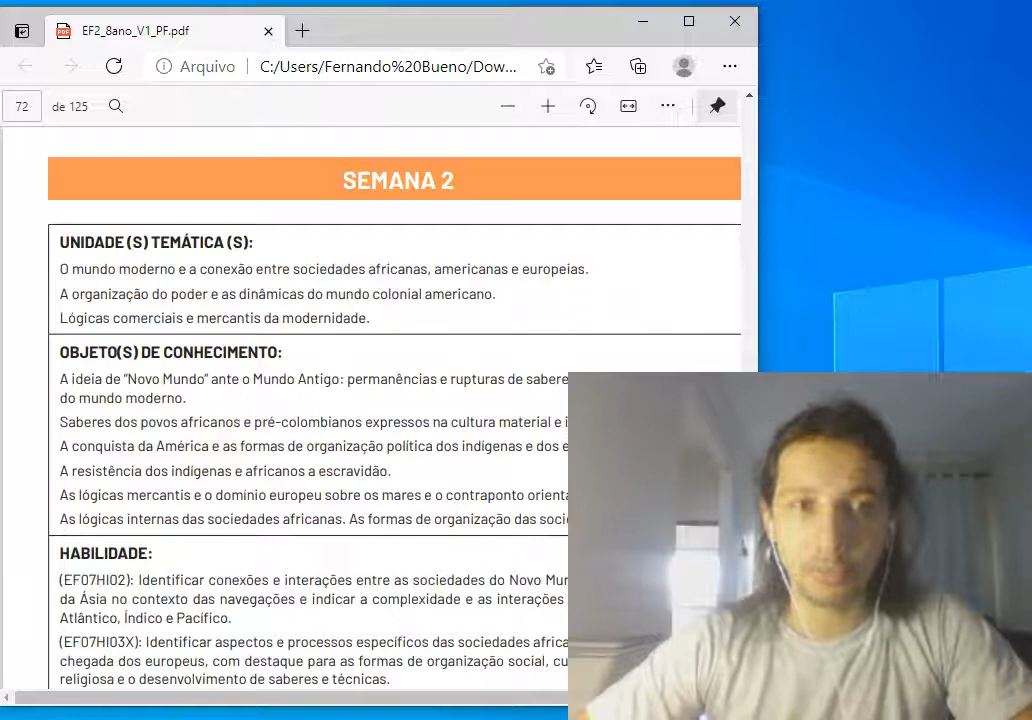 EF2_8ano_V1_PF.pdf
Arquivo C:/Users/Fernando%20Bueno/Dow...
72 de 125
SEMANA 2
UNIDADE (S) TEMÁTICA (S):
O mundo moderno e a conexão entre sociedades africanas, americanas e europeias.
A organização do poder e as dinâmicas do mundo colonial americano.
Lógicas comerciais e mercantis da modernidade.
OBJETO(S) DE CONHECIMENTO:
A ideia de "Novo Mundo" ante o Mundo Antigo: permanências e rupturas de sabere
do mundo moderno.
Saberes dos povos africanos e pré-colombianos expressos na cultura material e i
A conquista da América e as formas de organização política dos indígenas e dos e
A resistência dos indígenas e africanos a escravidão.
As lógicas mercantis e o domínio europeu sobre os mares e o contraponto orienta
As lógicas internas das sociedades africanas. As formas de organização das soci
HABILIDADE:
(EF07HI02): Identificar conexões e interações entre as sociedades do Novo Mun
da Ásia no contexto das navegações e indicar a complexidade e as interações
Atlântico, Índico e Pacífico.
(EF07HI03X): Identificar aspectos e processos específicos das sociedades africa
chegada dos europeus, com destaque para as formas de organização social, cu
religiosa e o desenvolvimento de saberes e técnicas.